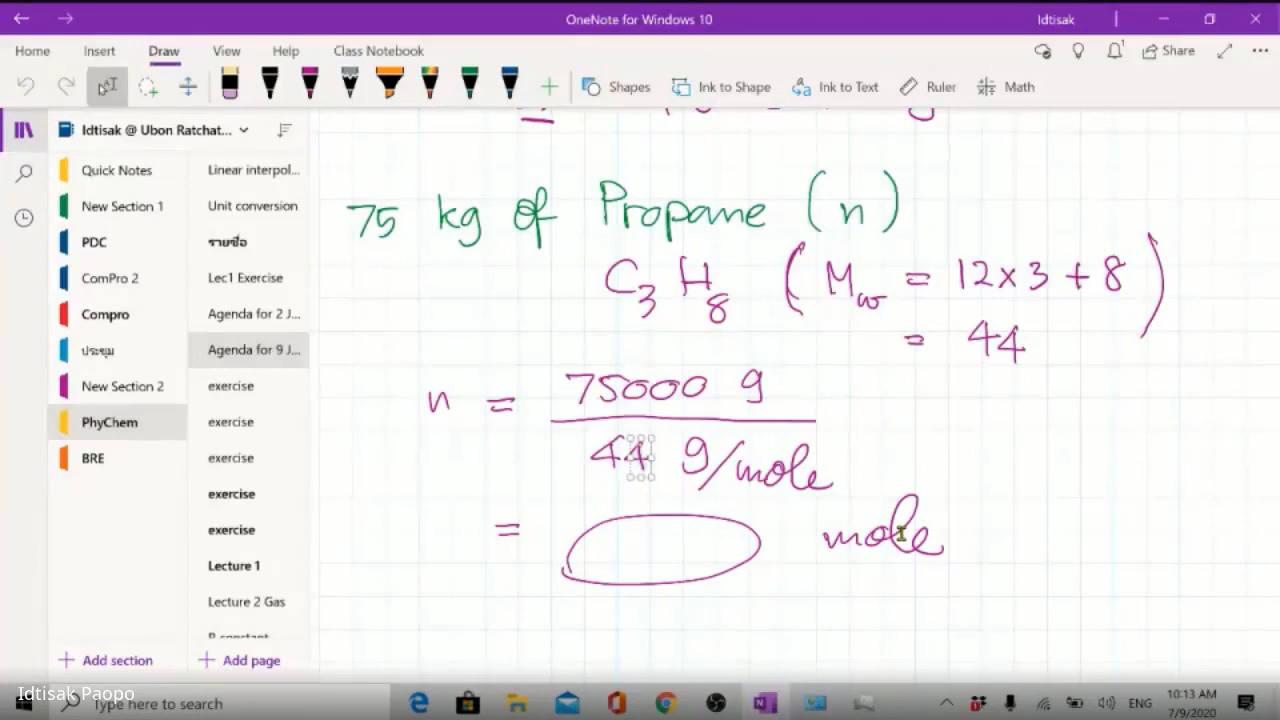 OneNote for Windows 10
Idtisak
Home Insert Draw View Help Class Notebook
Share
Shapes Ink to Shape Ink to Text Ruler Math
Idtisak @ Ubon Ratchat...
Quick Notes
New Section 1
PDC
ComPro 2
Compro
ประชุม
New Section 2
PhyChem
BRE
Add section
Linear interpol...
Unit conversion
รายชื่อ
Lec1 Exercise
Agenda for 2 J...
Agenda for 9 J...
exercise
exercise
exercise
exercise
exercise
Lecture 1
Lecture 2 Gas
R constant
Add page
75 kg of Propane (n)
C3H8 (Mw = 12x3 + 8)
= 44
n = 75000 g
44 g/mole
= mole
Idtisak Paopo
Type here to search
ENG
10:13 AM
7/9/2020